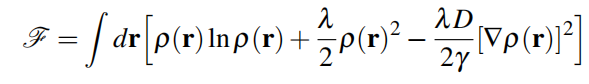 ℱ = ∫ dr [ρ(r) ln ρ(r) + λ/2 ρ(r)² − λD/2γ [∇ρ(r)]²]